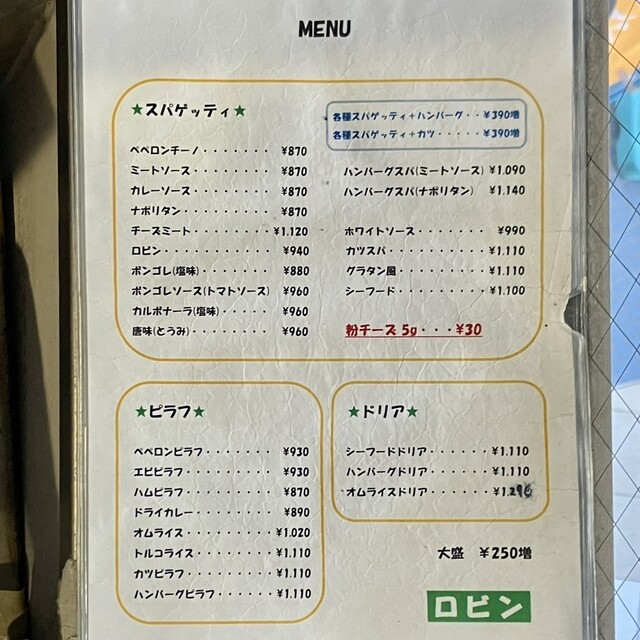 MENU
★スパゲッティ★
各種スパゲッティ+ハンバーグ・・¥390増
各種スパゲッティ+カツ・・・・・¥390増
ペペロンチーノ・・・・・・・¥870
ミートソース・・・・・・・・¥870
カレーソース・・・・・・・・¥870
ナポリタン・・・・・・・・・¥870
チーズミート・・・・・・・・¥1.120
ロビン・・・・・・・・・・・¥940
ボンゴレ(塩味)・・・・・・・¥880
ボンゴレソース(トマトソース) ¥960
カルボナーラ(塩味)・・・・・¥960
唐味(とうみ)・・・・・・・・¥960
ハンバーグスパ(ミートソース) ¥1.090
ハンバーグスパ(ナポリタン) ¥1.140
ホワイトソース・・・・・・・¥990
カツスパ・・・・・・・・・・¥1.110
グラタン風・・・・・・・・・¥1.110
シーフード・・・・・・・・・¥1.100
粉チーズ 5g・・・¥30
★ピラフ★
ペペロンピラフ・・・・・・・¥930
エビピラフ・・・・・・・・・¥930
ハムピラフ・・・・・・・・・¥870
ドライカレー・・・・・・・・¥890
オムライス・・・・・・・・・¥1.020
トルコライス・・・・・・・・¥1.110
カツピラフ・・・・・・・・・¥1.110
ハンバーグピラフ・・・・・・¥1.110
★ドリア★
シーフードドリア・・・・・・¥1.110
ハンバーグドリア・・・・・・¥1.110
オムライスドリア・・・・・・
大盛 ¥250増
ロビン